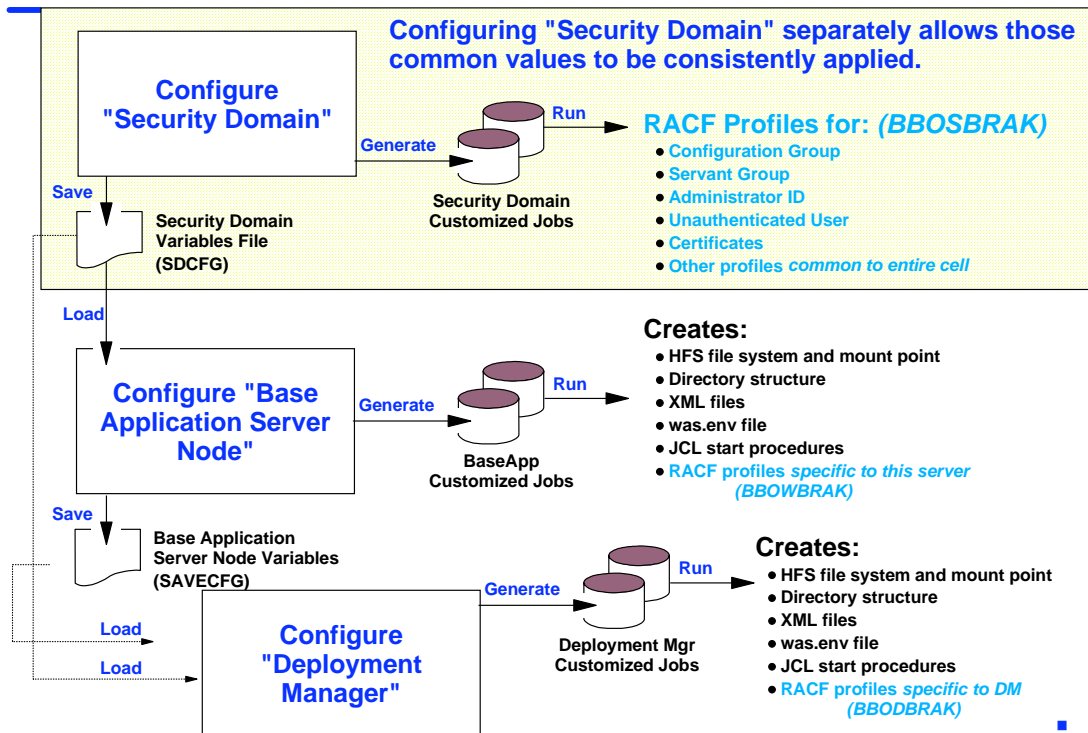 Configuring "Security Domain" separately allows those
common values to be consistently applied.
Configure
"Security Domain"
Generate
Run
Security Domain
Customized Jobs
RACF Profiles for: (BBOSBRAK)
● Configuration Group
● Servant Group
● Administrator ID
● Unauthenticated User
● Certificates
● Other profiles common to entire cell
Save
Security Domain
Variables File
(SDCFG)
Load
Configure "Base
Application Server
Node"
Generate
Run
BaseApp
Customized Jobs
Creates:
● HFS file system and mount point
● Directory structure
● XML files
● was.env file
● JCL start procedures
● RACF profiles specific to this server
(BBOWBRAK)
Save
Base Application
Server Node Variables
(SAVECFG)
Load
Load
Configure
"Deployment
Manager"
Generate
Run
Deployment Mgr
Customized Jobs
Creates:
● HFS file system and mount point
● Directory structure
● XML files
● was.env file
● JCL start procedures
● RACF profiles specific to DM
(BBODBRAK)